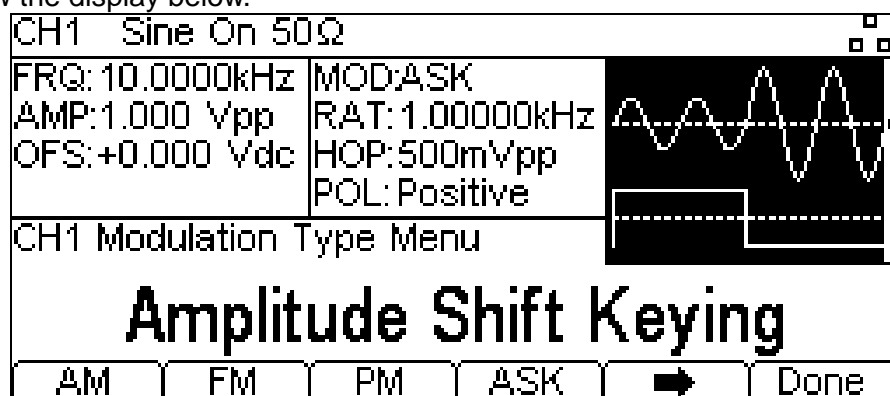 the display below.
CH1 Sine On 50Ω
FRQ: 10.0000kHz
AMP:1.000 Vpp
OFS:+0.000 Vdc
MOD:ASK
RAT: 1.00000kHz
HOP:500mVpp
POL: Positive
CH1 Modulation Type Menu
Amplitude Shift Keying
AM FM PM ASK Done